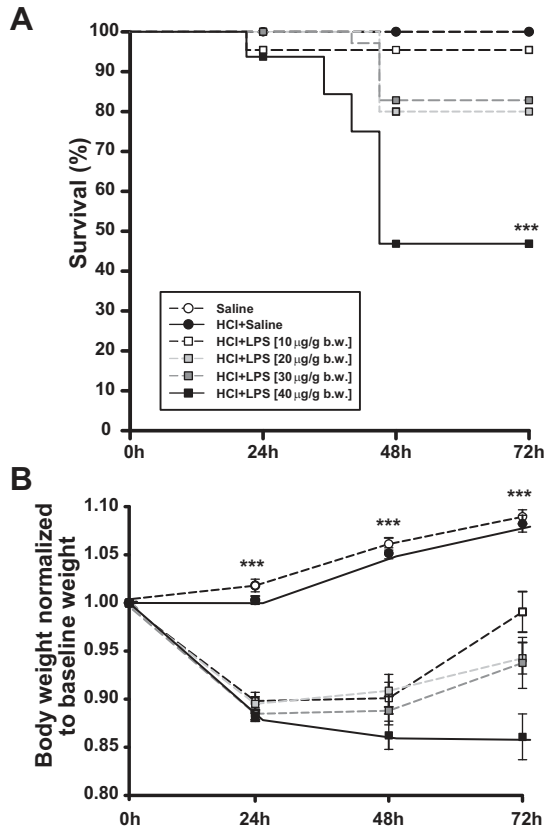 A
Survival (%)
100
90
80
70
60
50
40
30
20
10
0
***
Saline
HCl+Saline
HCl+LPS [10 μg/g b.w.]
HCl+LPS [20 μg/g b.w.]
HCl+LPS [30 μg/g b.w.]
HCl+LPS [40 μg/g b.w.]
0h 24h 48h 72h
B
Body weight normalized
to baseline weight
1.10
1.05
1.00
0.95
0.90
0.85
0.80
*** *** ***
0h 24h 48h 72h